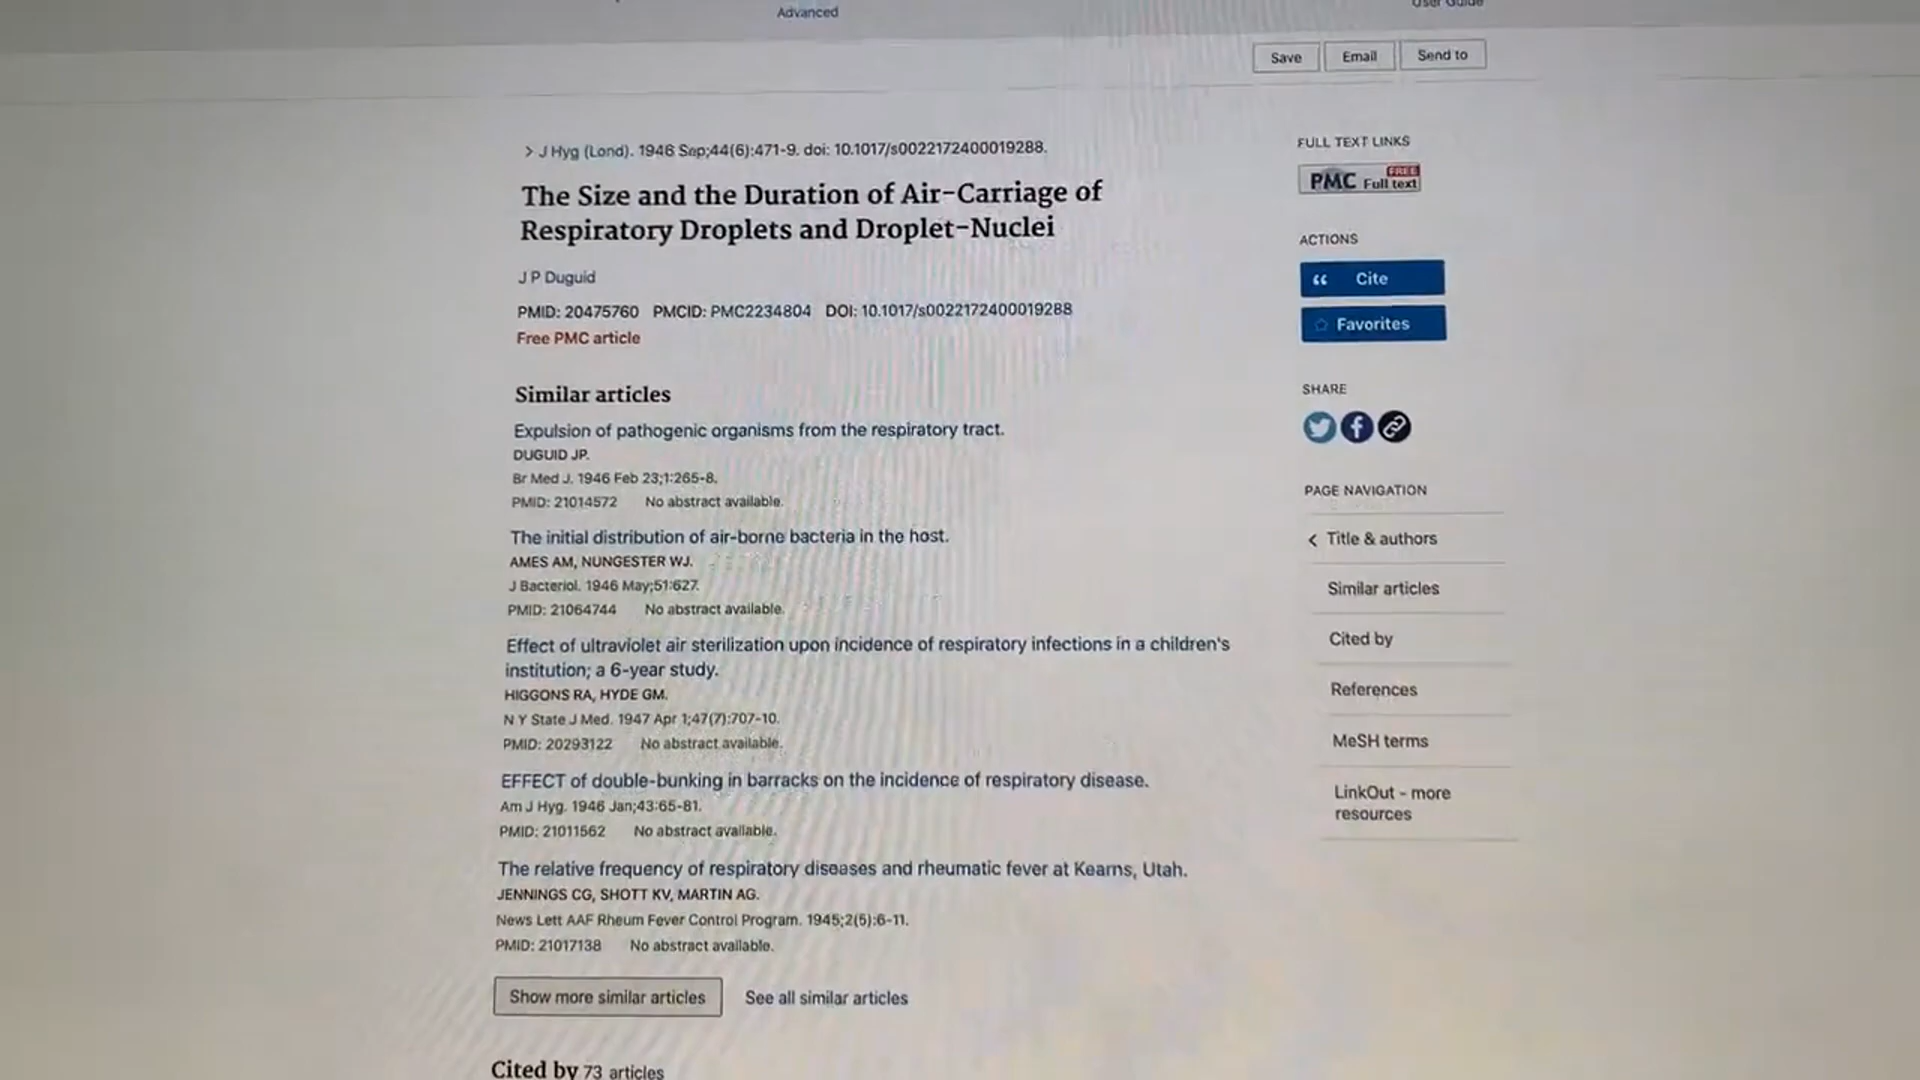 Advanced
User Guide
Save
Email
Send to
> J Hyg (Lond). 1946 Sep;44(6):471-9. doi: 10.1017/s0022172400019288.
The Size and the Duration of Air-Carriage of
Respiratory Droplets and Droplet-Nuclei
J P Duguid
PMID: 20475760 PMCID: PMC2234804 DOI: 10.1017/s0022172400019288
Free PMC article
Similar articles
Expulsion of pathogenic organisms from the respiratory tract.
DUGUID JP.
Br Med J. 1946 Feb 23;1:265-8.
PMID: 21014572 No abstract available.
The initial distribution of air-borne bacteria in the host.
AMES AM, NUNGESTER WJ.
J Bacteriol. 1946 May;51:627.
PMID: 21064744 No abstract available.
Effect of ultraviolet air sterilization upon incidence of respiratory infections in a children's
institution; a 6-year study.
HIGGONS RA, HYDE GM.
N Y State J Med. 1947 Apr 1;47(7):707-10.
PMID: 20293122 No abstract available.
EFFECT of double-bunking in barracks on the incidence of respiratory disease.
Am J Hyg. 1946 Jan;43:65-81.
PMID: 21011562 No abstract available.
The relative frequency of respiratory diseases and rheumatic fever at Kearns, Utah.
JENNINGS CG, SHOTT KV, MARTIN AG.
News Lett AAF Rheum Fever Control Program. 1945;2(5):6-11.
PMID: 21017138 No abstract available.
Show more similar articles
See all similar articles
Cited by 73 articles
FULL TEXT LINKS
PMC FREE Full text
ACTIONS
Cite
Favorites
SHARE
PAGE NAVIGATION
< Title & authors
Similar articles
Cited by
References
MeSH terms
LinkOut - more
resources